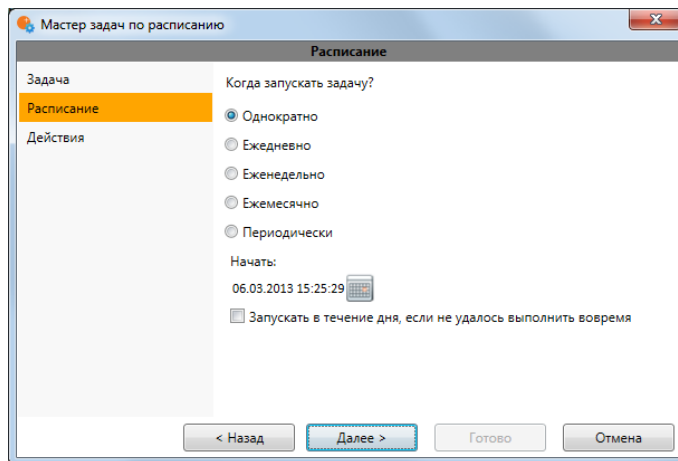 Мастер задач по расписанию
Расписание
Задача
Расписание
Действия
Когда запускать задачу?
Однократно
Ежедневно
Еженедельно
Ежемесячно
Периодически
Начать:
06.03.2013 15:25:29
Запускать в течение дня, если не удалось выполнить вовремя
< Назад
Далее >
Готово
Отмена